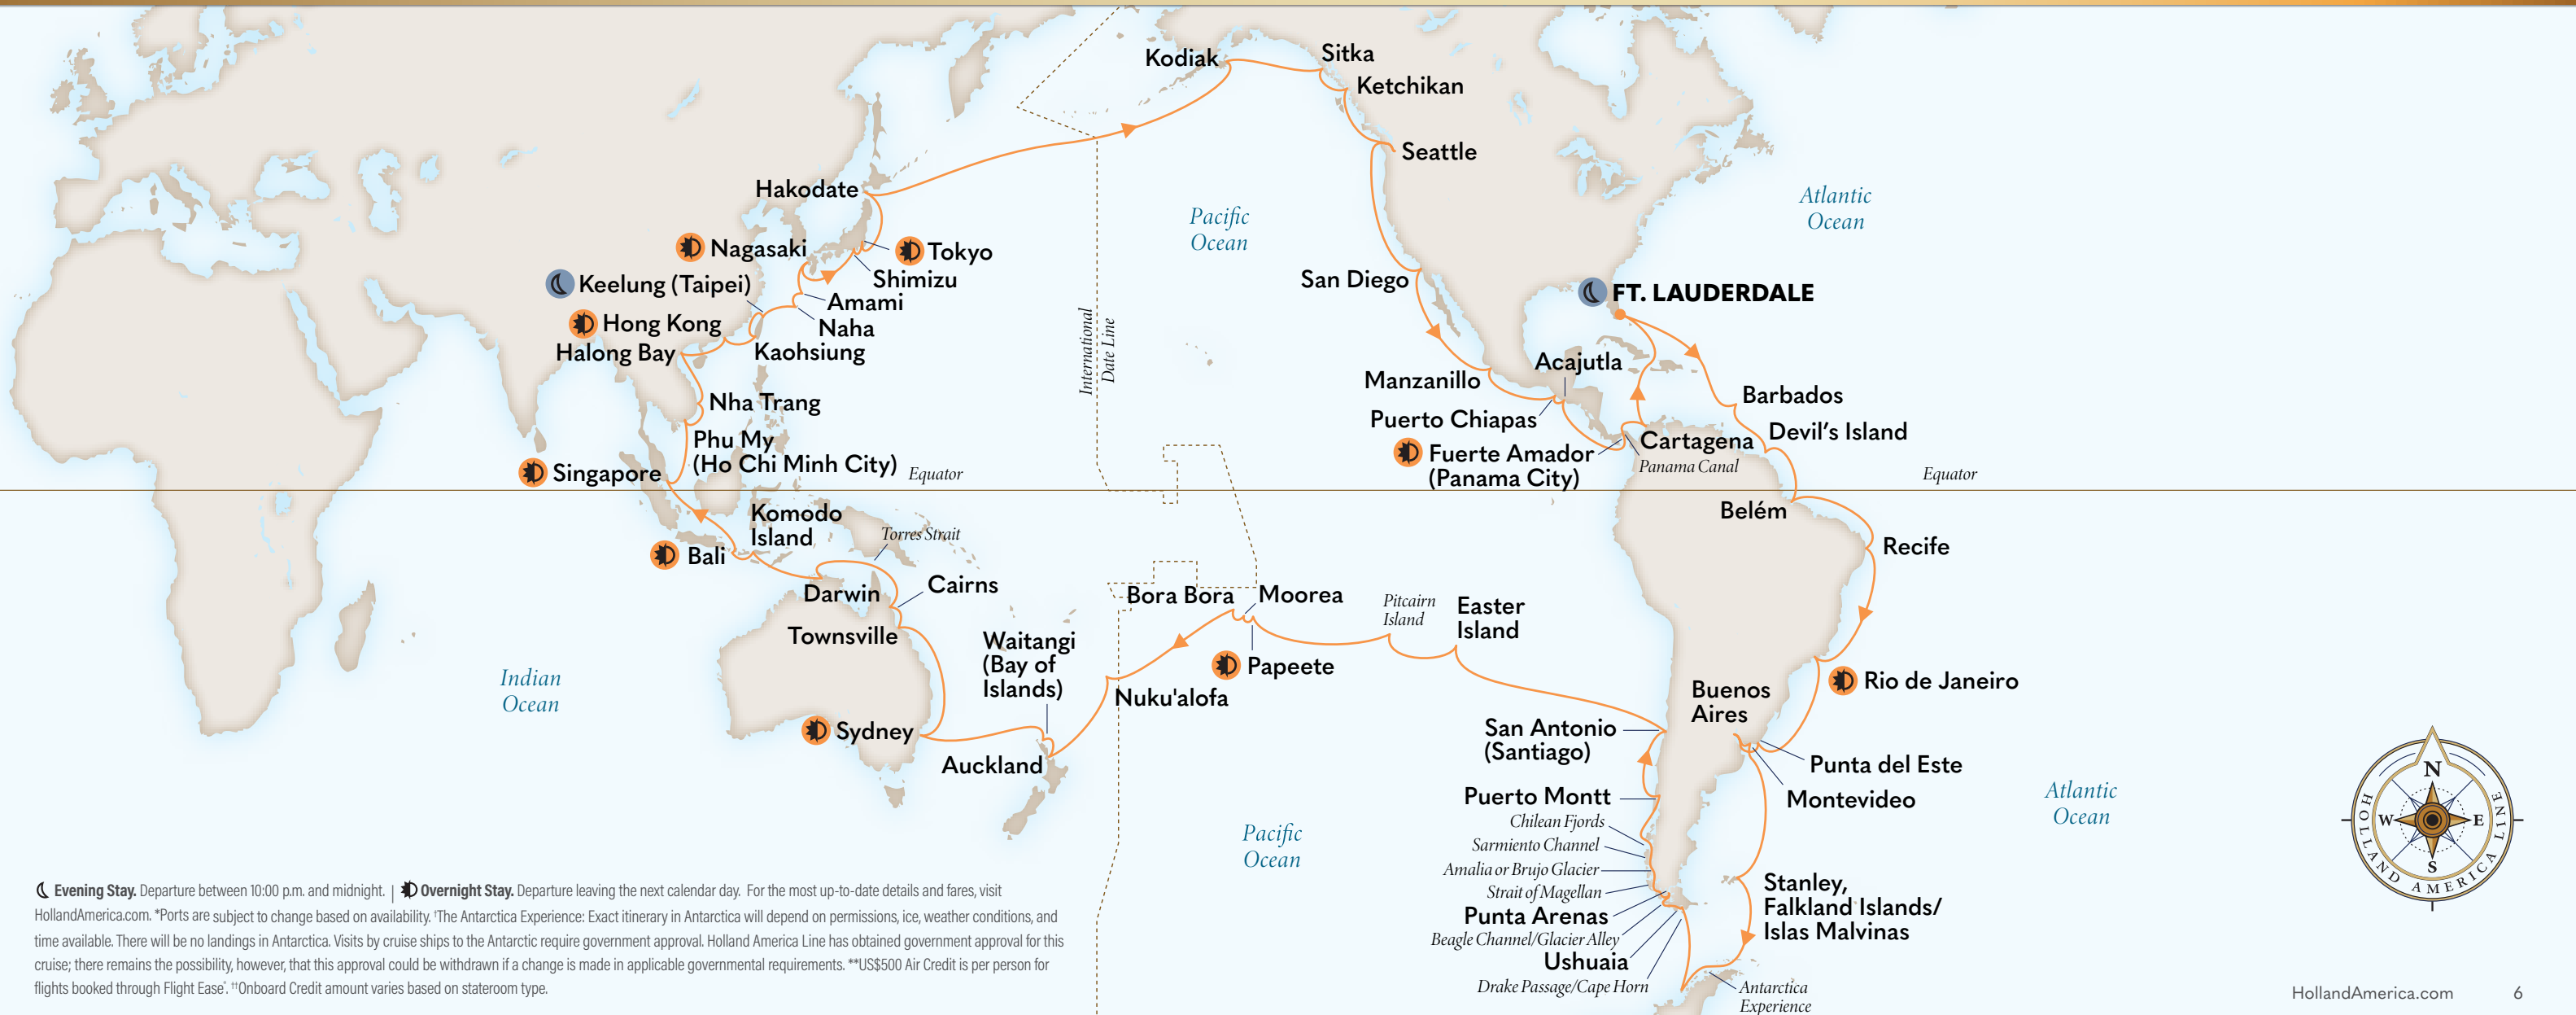 Kodiak
Sitka
Ketchikan
Seattle
Hakodate
Atlantic
Ocean
Pacific
Ocean
Nagasaki
Tokyo
Shimizu
Keelung (Taipei)
Amami
Naha
Hong Kong
Kaohsiung
Halong Bay
San Diego
FT. LAUDERDALE
International
Date Line
Acajutla
Manzanillo
Puerto Chiapas
Barbados
Nha Trang
Phu My
(Ho Chi Minh City)
Devil's Island
Cartagena
Panama Canal
Fuerte Amador
(Panama City)
Singapore
Equator
Equator
Belém
Komodo
Island
Torres Strait
Bali
Recife
Darwin
Cairns
Bora Bora
Moorea
Pitcairn
Island
Easter
Island
Townsville
Waitangi
(Bay of
Islands)
Papeete
Indian
Ocean
Nuku'alofa
Rio de Janeiro
Buenos
Aires
Sydney
Auckland
San Antonio
(Santiago)
Punta del Este
Montevideo
Puerto Montt
Chilean Fjords
Sarmiento Channel
Amalia or Brujo Glacier
Strait of Magellan
Punta Arenas
Beagle Channel/Glacier Alley
Ushuaia
Drake Passage/Cape Horn
Pacific
Ocean
Atlantic
Ocean
Stanley,
Falkland Islands/
Islas Malvinas
Antarctica
Experience
N
W
E
S
HOLLAND AMERICA LINE
Evening Stay. Departure between 10:00 p.m. and midnight. | Overnight Stay. Departure leaving the next calendar day. For the most up-to-date details and fares, visit
HollandAmerica.com. *Ports are subject to change based on availability. †The Antarctica Experience: Exact itinerary in Antarctica will depend on permissions, ice, weather conditions, and
time available. There will be no landings in Antarctica. Visits by cruise ships to the Antarctic require government approval. Holland America Line has obtained government approval for this
cruise; there remains the possibility, however, that this approval could be withdrawn if a change is made in applicable governmental requirements. **US$500 Air Credit is per person for
flights booked through Flight Ease®. ††Onboard Credit amount varies based on stateroom type.
HollandAmerica.com 6